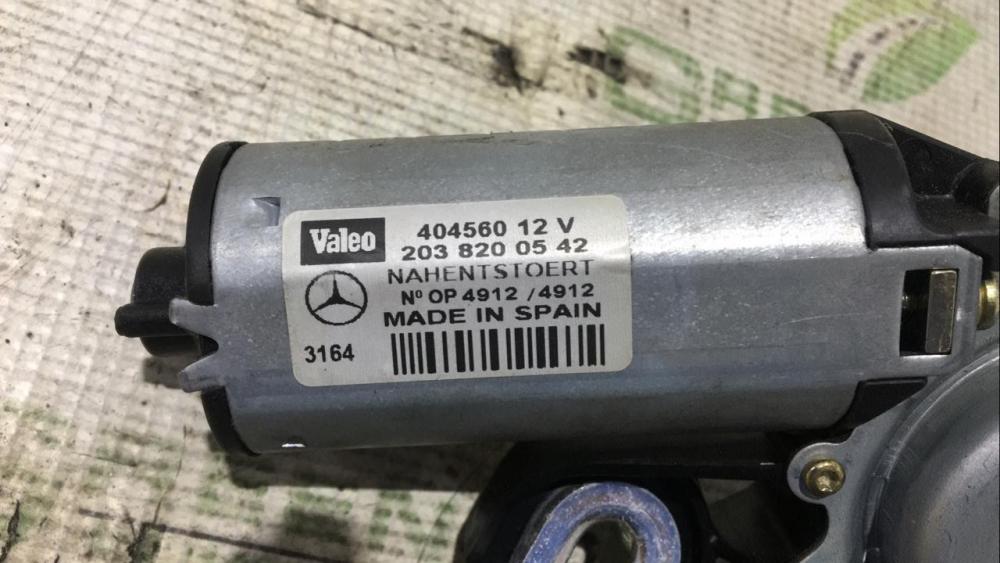 Valeo
404560 12 V
203 820 05 42
NAHENTSTOERT
Nº OP 4912 / 4912
MADE IN SPAIN
3164